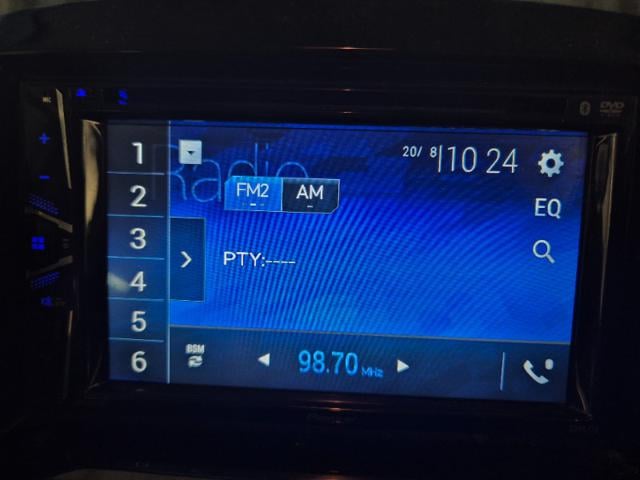 MIC
DVD
1
2
3
4
5
6
Radio
20/ 8 10 24
FM2 AM
EQ
PTY:----
BSM
98.70 MHz